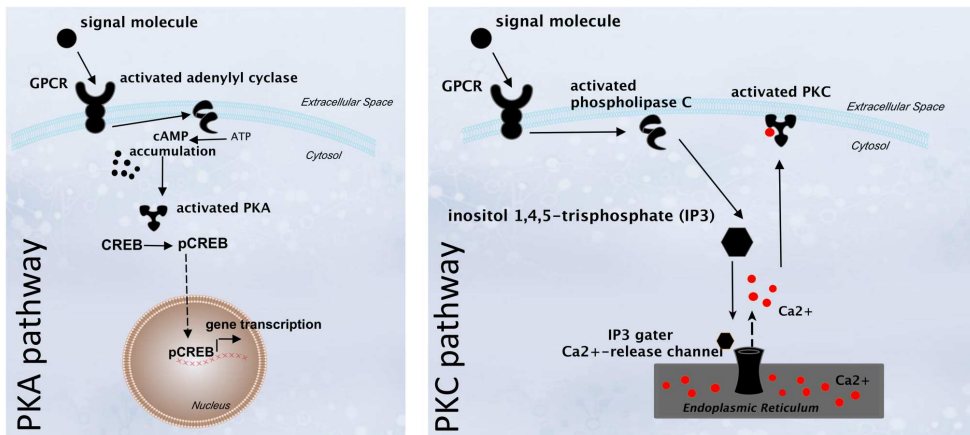 signal molecule
GPCR
activated adenylyl cyclase
Extracellular Space
cAMP
accumulation
ATP
Cytosol
activated PKA
CREB
pCREB
gene transcription
pCREB
Nucleus
PKA pathway
signal molecule
GPCR
activated
phospholipase C
activated PKC
Extracellular Space
Cytosol
inositol 1,4,5-trisphosphate (IP3)
Ca2+
IP3 gater
Ca2+-release channel
Ca2+
Endoplasmic Reticulum
PKC pathway